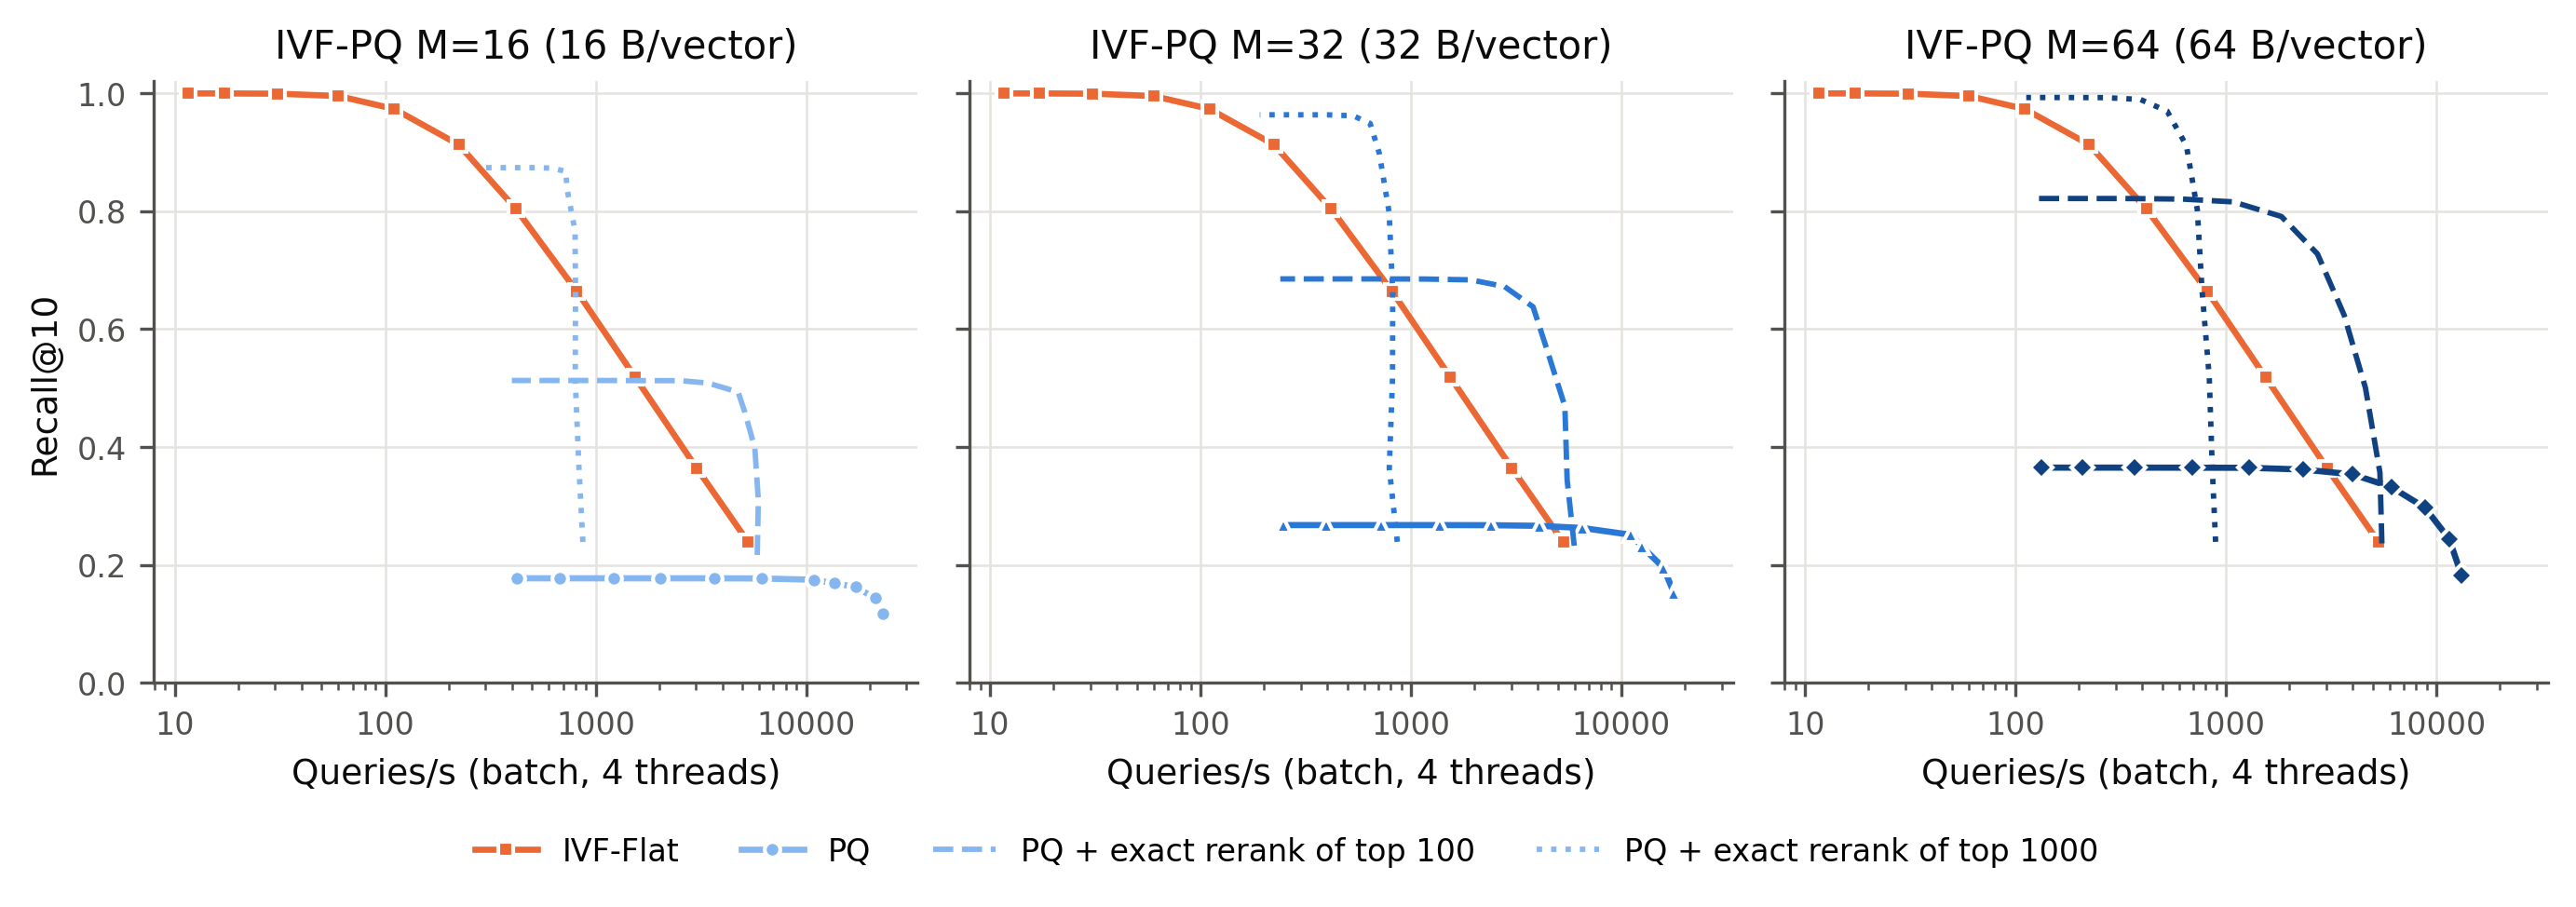 IVF-PQ M=16 (16 B/vector)
IVF-PQ M=32 (32 B/vector)
IVF-PQ M=64 (64 B/vector)
Recall@10
1.0
0.8
0.6
0.4
0.2
0.0
10 100 1000 10000
10 100 1000 10000
10 100 1000 10000
Queries/s (batch, 4 threads)
Queries/s (batch, 4 threads)
Queries/s (batch, 4 threads)
IVF-Flat
PQ
PQ + exact rerank of top 100
PQ + exact rerank of top 1000